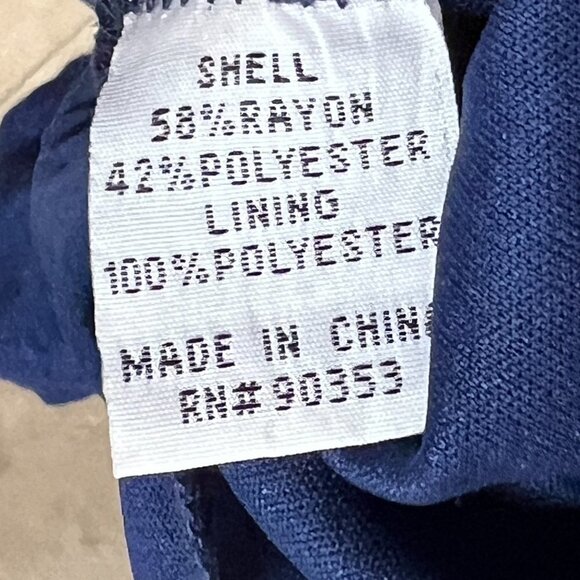 SHELL
58%RAYON
42%POLYESTER
LINING
100%POLYESTER
MADE IN CHINA
RN#90353